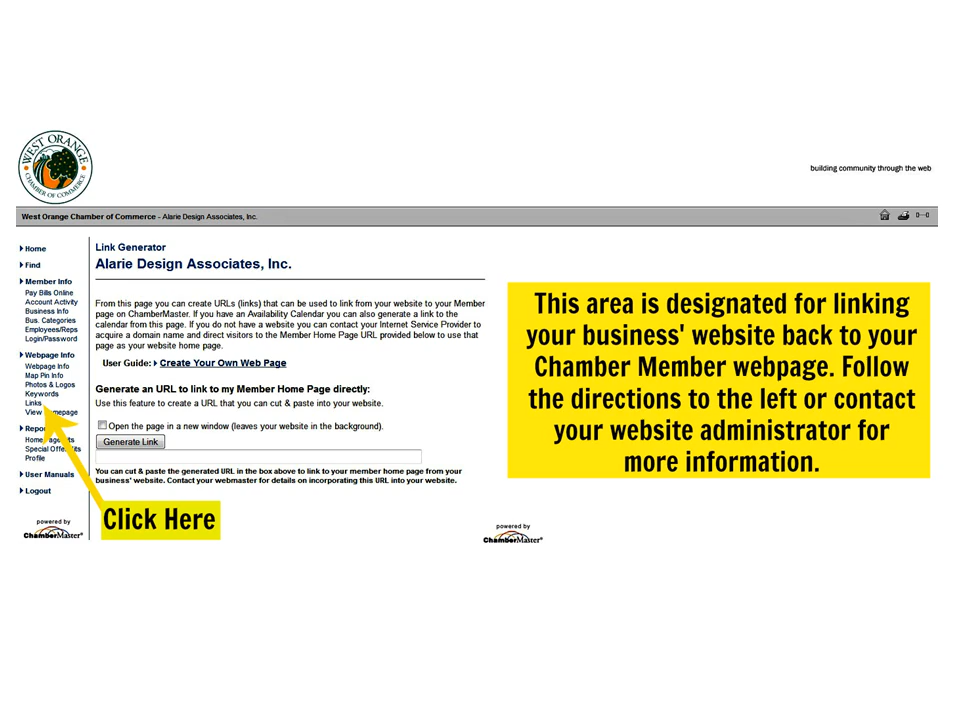 WEST ORANGE
CHAMBER OF COMMERCE
building community through the web
West Orange Chamber of Commerce - Alarie Design Associates, Inc.
Home
Find
Member Info
Pay Bills Online
Account Activity
Business Info
Bus. Categories
Employees/Reps
Login/Password
Webpage Info
Webpage Info
Map Pin Info
Photos & Logos
Keywords
Links
View
User Manuals
Special
Profile
Logout
powered by
ChamberMaster®
Link Generator
Alarie Design Associates, Inc.
From this page you can create URLs (links) that can be used to link from your website to your Member
page on ChamberMaster. If you have an Availability Calendar you can also generate a link to the
calendar from this page. If you do not have a website you can contact your Internet Service Provider to
acquire a domain name and direct visitors to the Member Home Page URL provided below to use that
page as your website home page.
User Guide: Create Your Own Web Page
Generate an URL to link to my Member Home Page directly:
Use this feature to create a URL that you can cut & paste into your website.
Open the page in a new window (leaves your website in the background).
Generate Link
You can cut & paste the generated URL in the box above to link to your member home page from your
business' website. Contact your webmaster for details on incorporating this URL into your website.
Click Here
This area is designated for linking
your business' website back to your
Chamber Member webpage. Follow
the directions to the left or contact
your website administrator for
more information.
powered by
ChamberMaster®